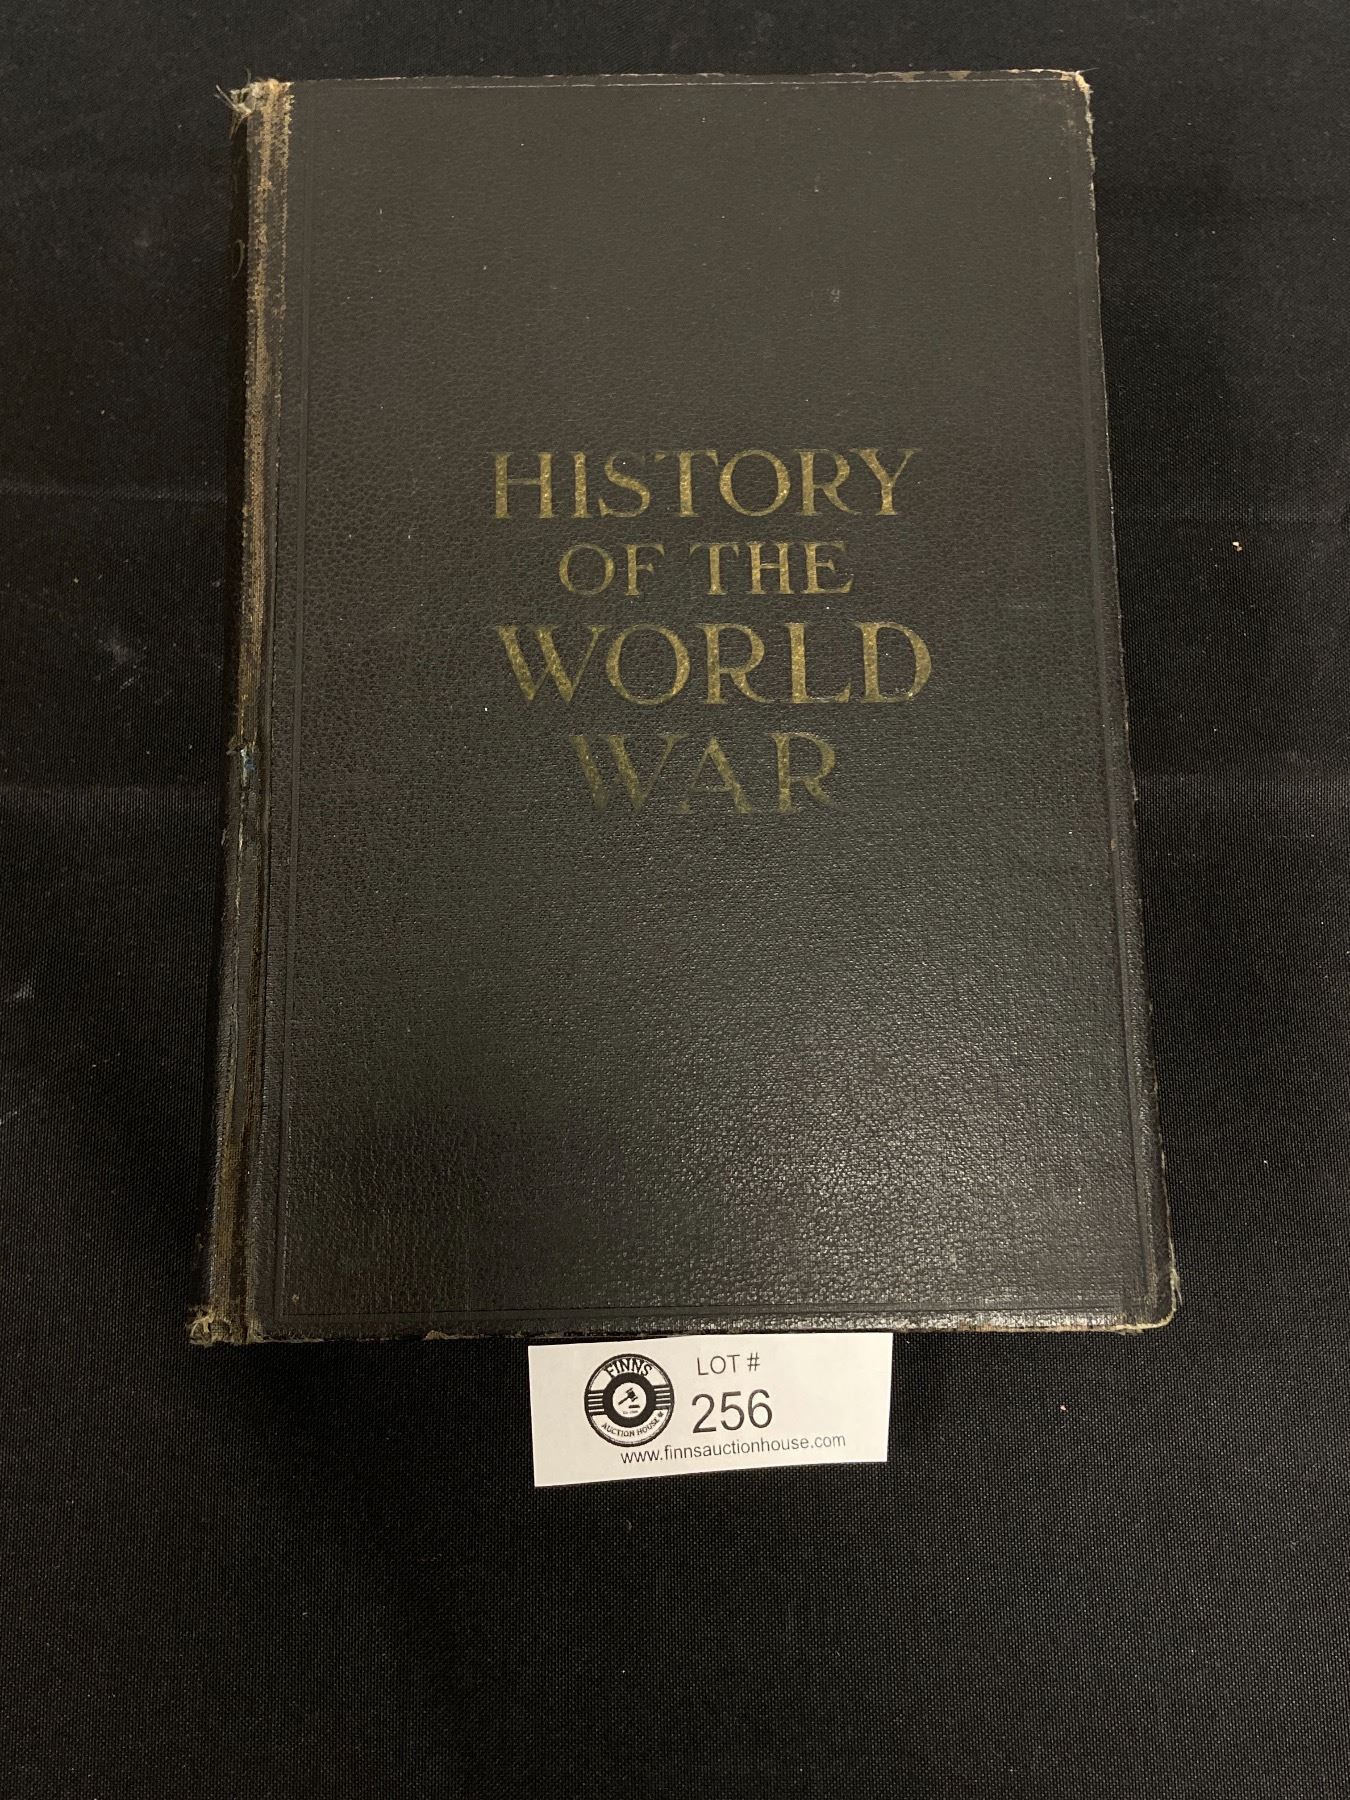 HISTORY
OF THE
WORLD
WAR
FINNS
AUCTION HOUSE
LOT #
256
www.finnsauctionhouse.com